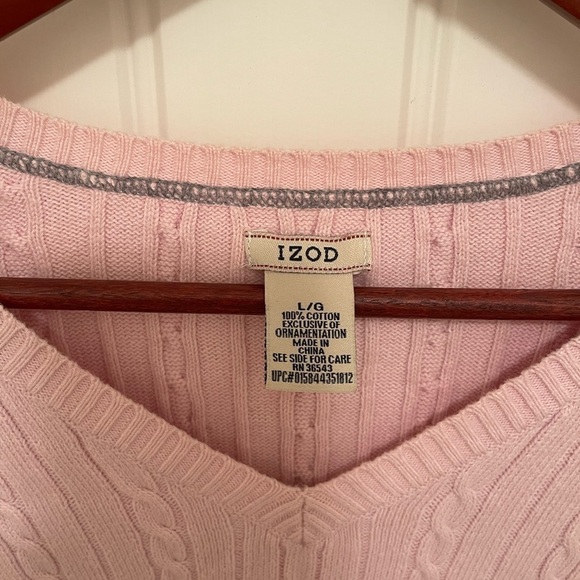 IZOD
L/G
100% COTTON
EXCLUSIVE OF
ORNAMENTATION
MADE IN
CHINA
SEE SIDE FOR CARE
RN 36543
UPC#015844351812